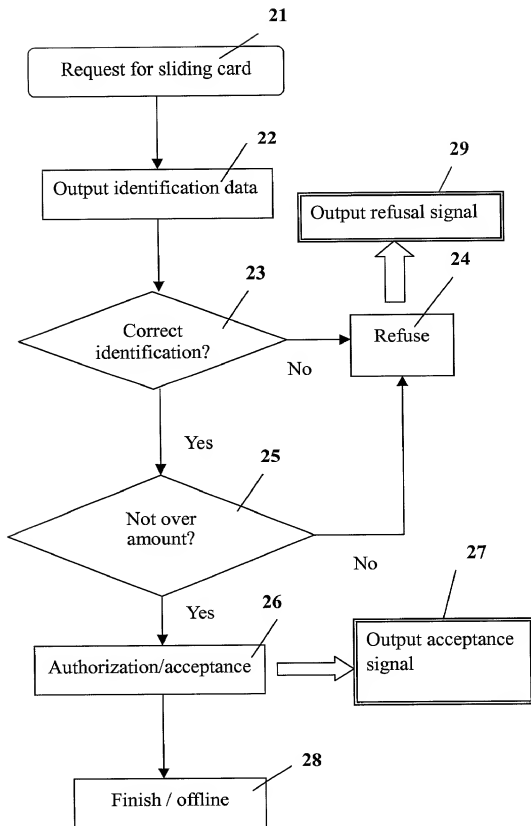 21
Request for sliding card
22
Output identification data
29
Output refusal signal
23
24
Correct
identification?
Refuse
No
Yes
25
Not over
amount?
No
27
Yes
26
Output acceptance
signal
Authorization/acceptance
28
Finish / offline